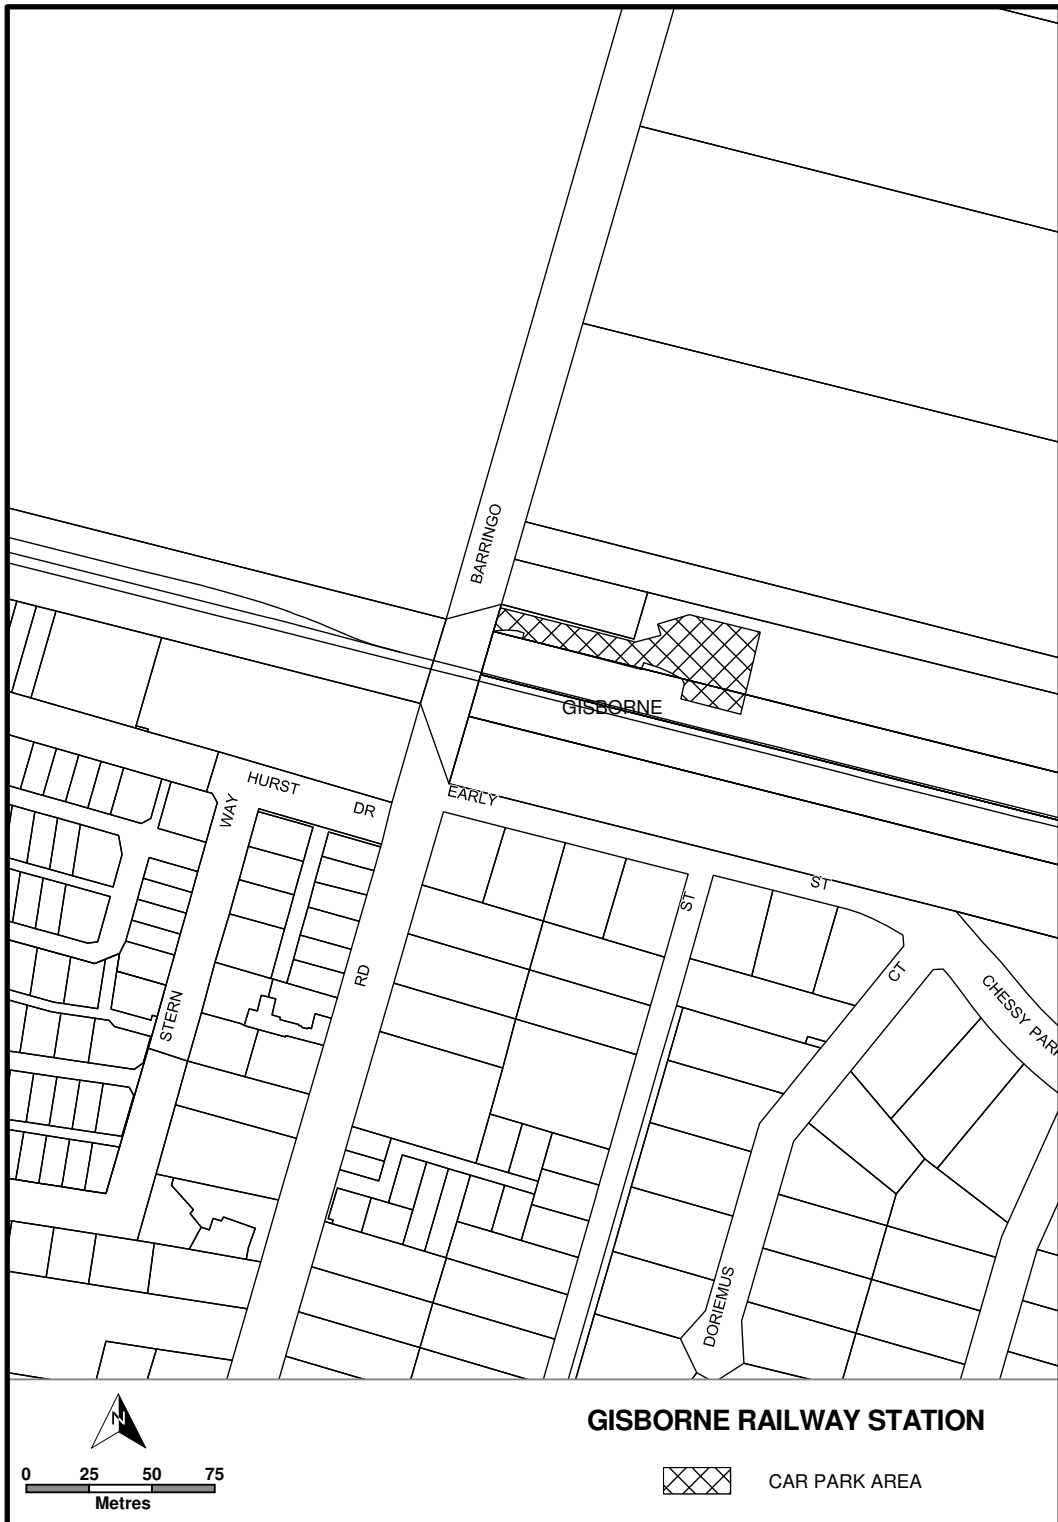 BARRINGO
GISBORNE
HURST
DR
WAY
EARLY
ST
ST
RD
CT
CHESSY PARK
STERN
DORIEMUS
N
0 25 50 75
Metres
GISBORNE RAILWAY STATION
CAR PARK AREA